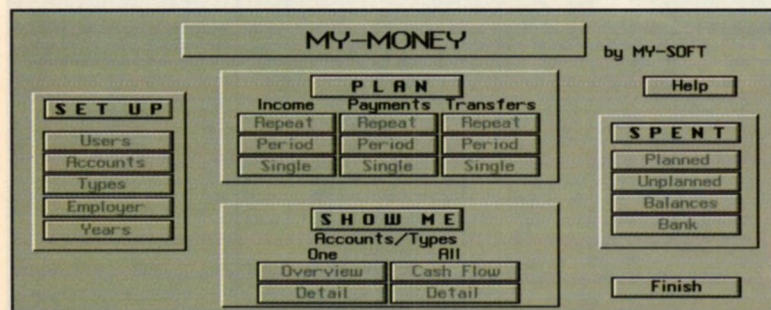 MY-MONEY
by MY-SOFT
Help
SET UP
Users
Accounts
Types
Employer
Years
PLAN
Income Payments Transfers
Repeat Repeat Repeat
Period Period Period
Single Single Single
SHOW ME
Accounts/Types
One All
Overview Cash Flow
Detail Detail
SPENT
Planned
Unplanned
Balances
Bank
Finish